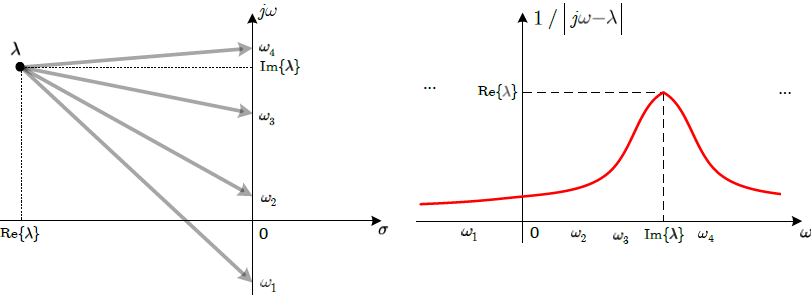 jω
λ
ω₄
Im{λ}
ω₃
ω₂
Re{λ}
0
σ
ω₁
1 / | jω−λ |
...
Re{λ}
...
ω₁
0
ω₂
ω₃
Im{λ}
ω₄
ω